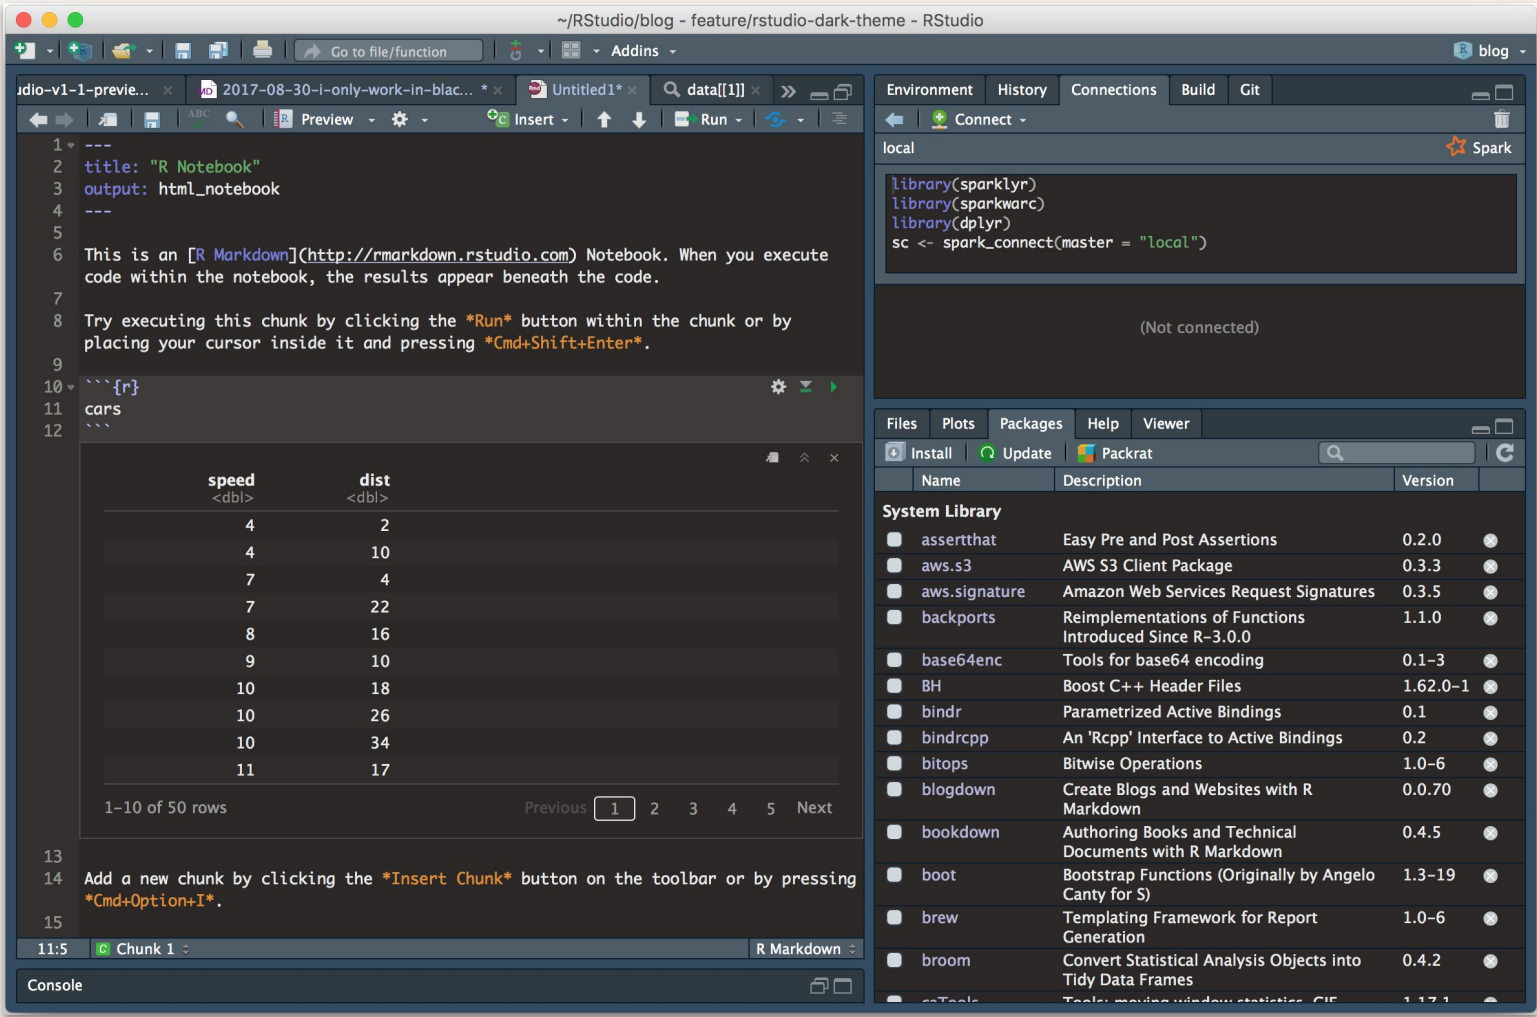 ~/RStudio/blog - feature/rstudio-dark-theme - RStudio
Go to file/function
Addins
blog
udio-v1-1-previe...
2017-08-30-i-only-work-in-blac... *
Untitled1*
data[[1]]
ABC
Preview
Insert
Run
1 ---
2 title: "R Notebook"
3 output: html_notebook
4 ---
5
6 This is an [R Markdown](http://rmarkdown.rstudio.com) Notebook. When you execute
code within the notebook, the results appear beneath the code.
7
8 Try executing this chunk by clicking the *Run* button within the chunk or by
placing your cursor inside it and pressing *Cmd+Shift+Enter*.
9
10 ```{r}
11 cars
12 ```
speed dist
<dbl> <dbl>
4 2
4 10
7 4
7 22
8 16
9 10
10 18
10 26
10 34
11 17
1-10 of 50 rows Previous 1 2 3 4 5 Next
13
14 Add a new chunk by clicking the *Insert Chunk* button on the toolbar or by pressing
*Cmd+Option+I*.
15
11:5 C Chunk 1 R Markdown
Console
Environment History Connections Build Git
Connect
local Spark
library(sparklyr)
library(sparkwarc)
library(dplyr)
sc <- spark_connect(master = "local")
(Not connected)
Files Plots Packages Help Viewer
Install Update Packrat
Name Description Version
System Library
assertthat Easy Pre and Post Assertions 0.2.0
aws.s3 AWS S3 Client Package 0.3.3
aws.signature Amazon Web Services Request Signatures 0.3.5
backports Reimplementations of Functions 1.1.0
Introduced Since R-3.0.0
base64enc Tools for base64 encoding 0.1-3
BH Boost C++ Header Files 1.62.0-1
bindr Parametrized Active Bindings 0.1
bindrcpp An 'Rcpp' Interface to Active Bindings 0.2
bitops Bitwise Operations 1.0-6
blogdown Create Blogs and Websites with R 0.0.70
Markdown
bookdown Authoring Books and Technical 0.4.5
Documents with R Markdown
boot Bootstrap Functions (Originally by Angelo 1.3-19
Canty for S)
brew Templating Framework for Report 1.0-6
Generation
broom Convert Statistical Analysis Objects into 0.4.2
Tidy Data Frames
caTools Tools: moving window statistics, GIF, 1.17.1